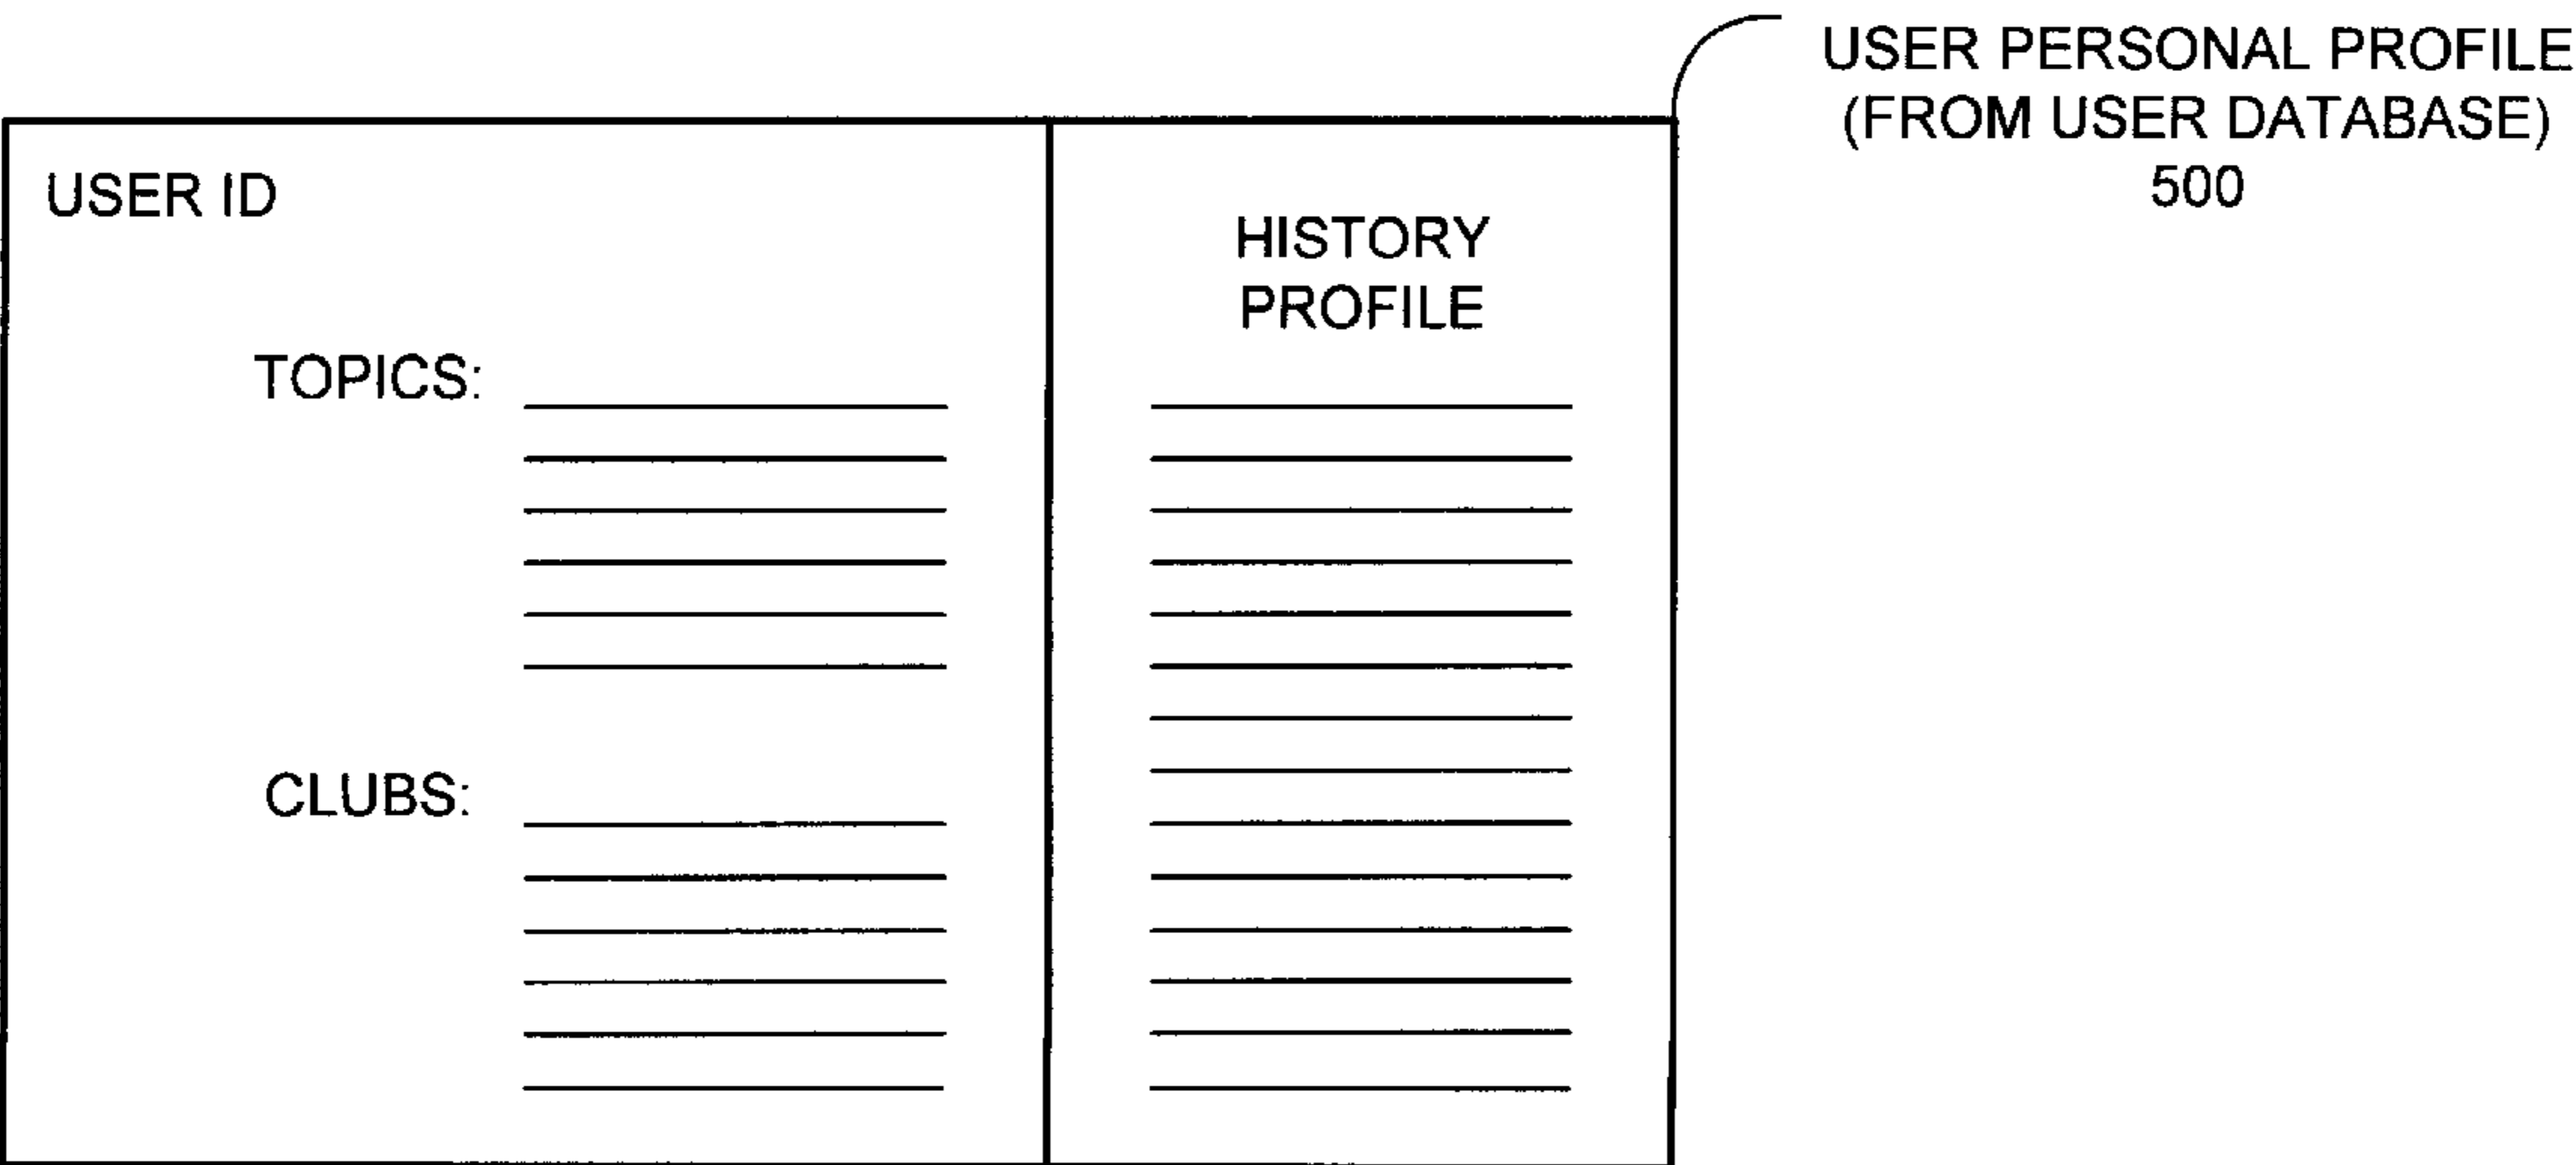 USER PERSONAL PROFILE
(FROM USER DATABASE)
500
USER ID
TOPICS:
CLUBS:
HISTORY
PROFILE